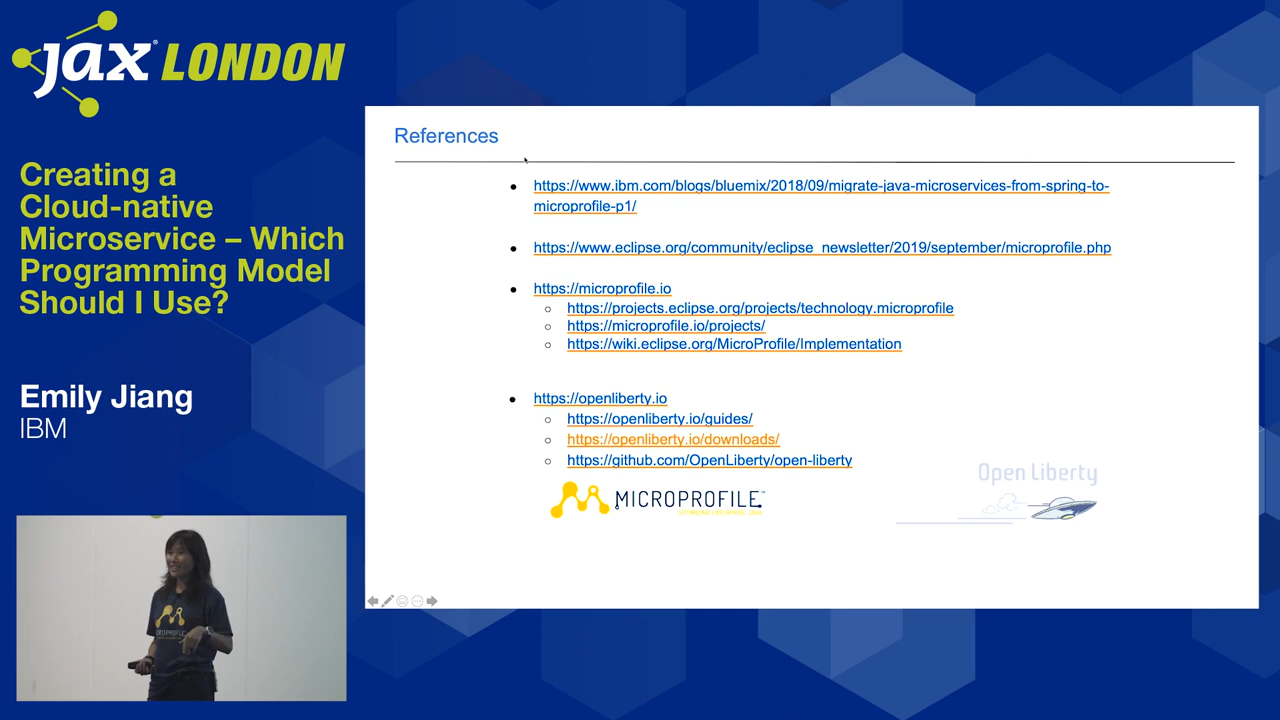 jax® LONDON
Creating a
Cloud-native
Microservice – Which
Programming Model
Should I Use?
Emily Jiang
IBM
References
https://www.ibm.com/blogs/bluemix/2018/09/migrate-java-microservices-from-spring-to-
microprofile-p1/
https://www.eclipse.org/community/eclipse_newsletter/2019/september/microprofile.php
https://microprofile.io
https://projects.eclipse.org/projects/technology.microprofile
https://microprofile.io/projects/
https://wiki.eclipse.org/MicroProfile/Implementation
https://openliberty.io
https://openliberty.io/guides/
https://openliberty.io/downloads/
https://github.com/OpenLiberty/open-liberty
MICROPROFILE™
OPTIMIZING ENTERPRISE JAVA
Open Liberty